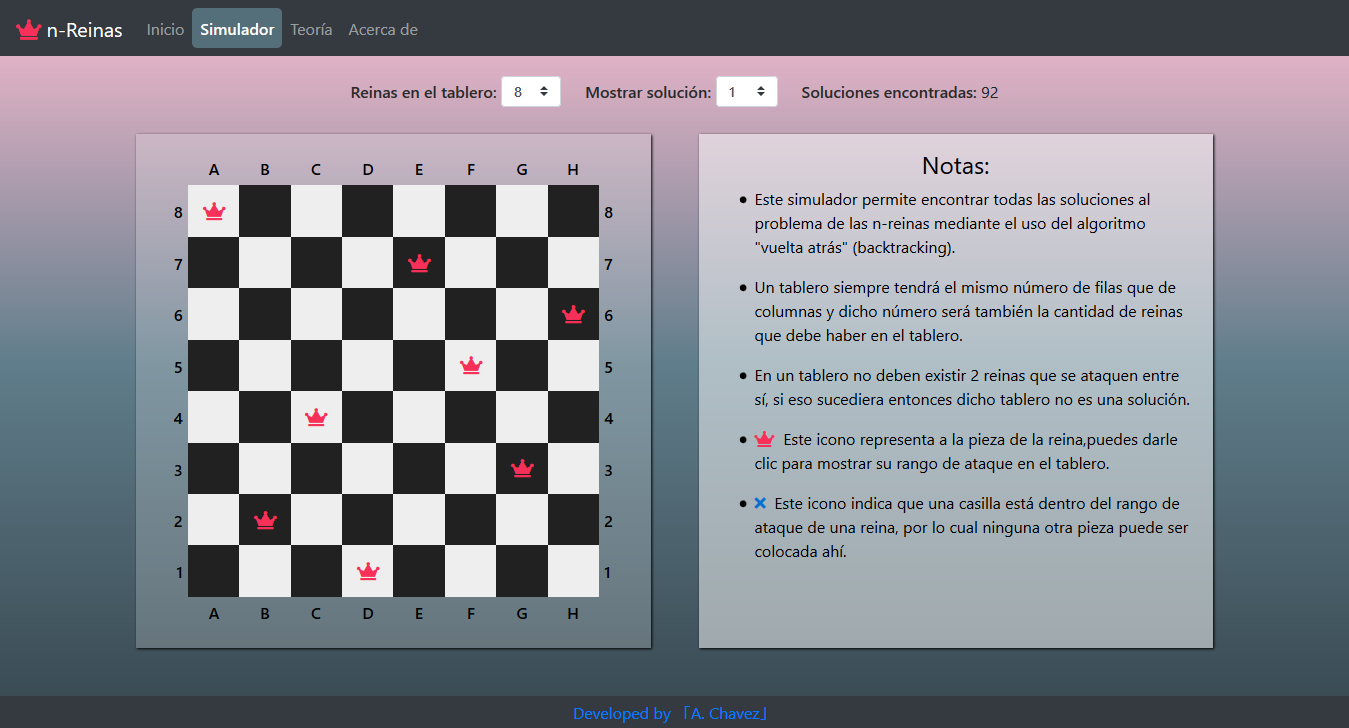 n-Reinas Inicio Simulador Teoría Acerca de
Reinas en el tablero: 8 Mostrar solución: 1 Soluciones encontradas: 92
A B C D E F G H
8 8
7 7
6 6
5 5
4 4
3 3
2 2
1 1
A B C D E F G H
Notas:
● Este simulador permite encontrar todas las soluciones al
problema de las n-reinas mediante el uso del algoritmo
"vuelta atrás" (backtracking).
● Un tablero siempre tendrá el mismo número de filas que de
columnas y dicho número será también la cantidad de reinas
que debe haber en el tablero.
● En un tablero no deben existir 2 reinas que se ataquen entre
sí, si eso sucediera entonces dicho tablero no es una solución.
● Este icono representa a la pieza de la reina,puedes darle
clic para mostrar su rango de ataque en el tablero.
● Este icono indica que una casilla está dentro del rango de
ataque de una reina, por lo cual ninguna otra pieza puede ser
colocada ahí.
Developed by 「A. Chavez」